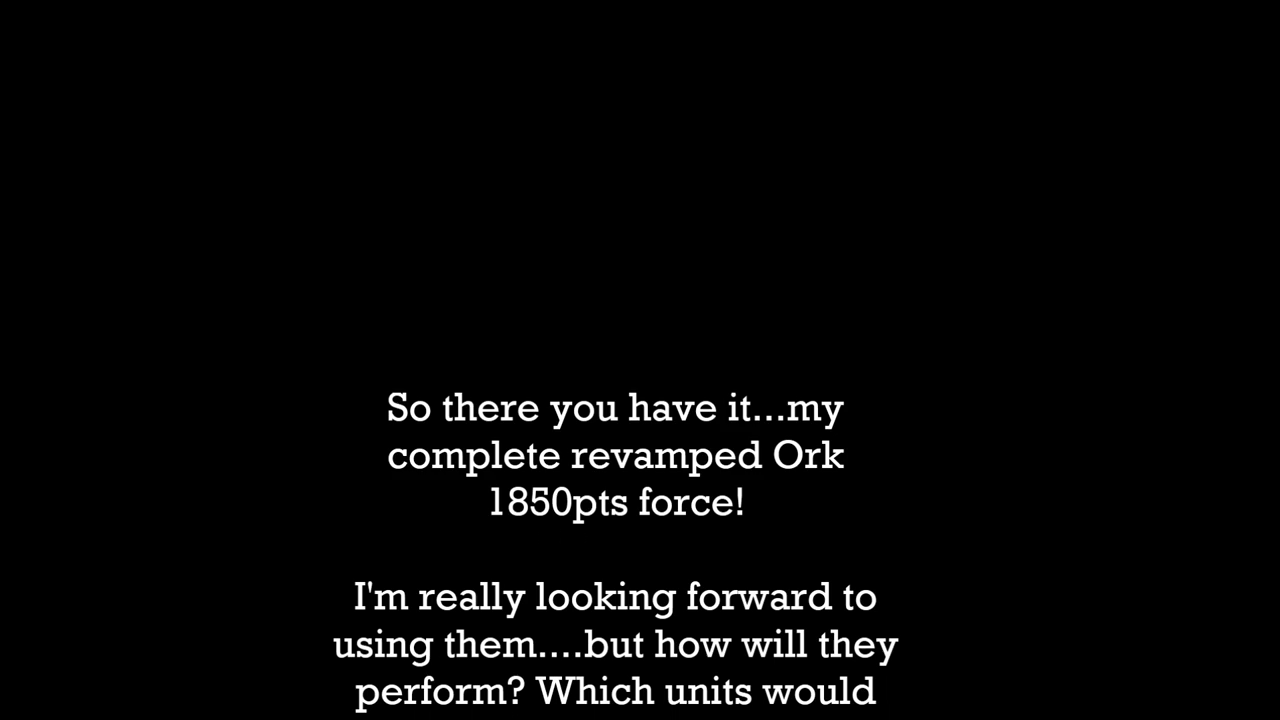 So there you have it...my
complete revamped Ork
1850pts force!
I'm really looking forward to
using them....but how will they
perform? Which units would